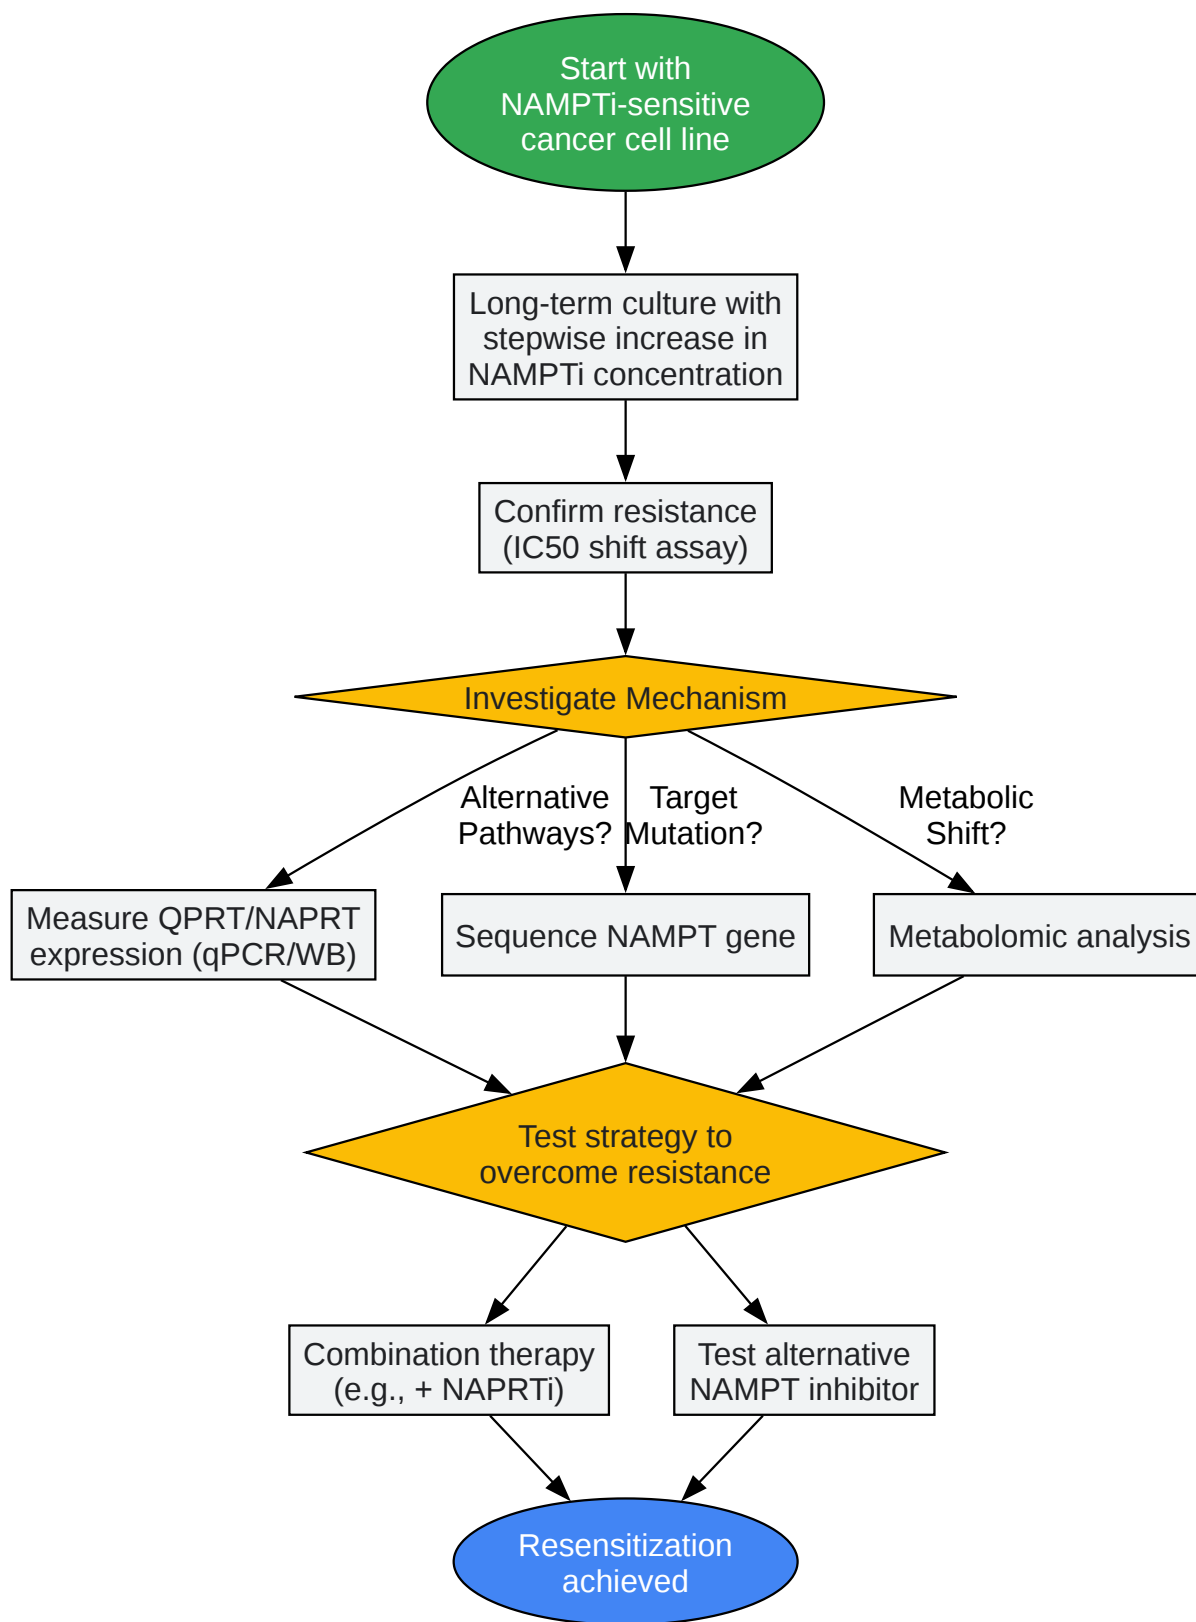 Start with
NAMPTi-sensitive
cancer cell line
Long-term culture with
stepwise increase in
NAMPTi concentration
Confirm resistance
(IC50 shift assay)
Investigate Mechanism
Alternative
Pathways?
Target
Mutation?
Metabolic
Shift?
Measure QPRT/NAPRT
expression (qPCR/WB)
Sequence NAMPT gene
Metabolomic analysis
Test strategy to
overcome resistance
Combination therapy
(e.g., + NAPRTi)
Test alternative
NAMPT inhibitor
Resensitization
achieved